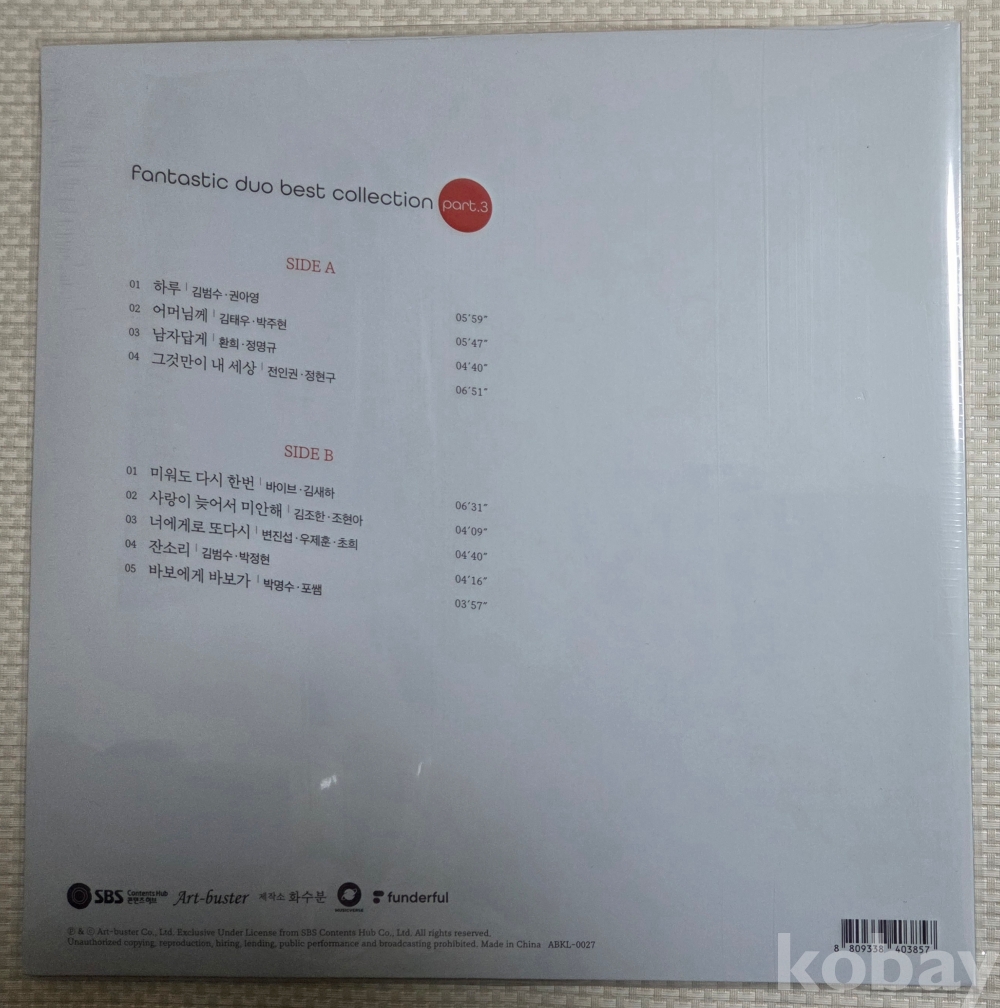 fantastic duo best collection part.3
SIDE A
01 하루 | 김범수·권아영 05'59"
02 어머님께 | 김태우·박주현 05'47"
03 남자답게 | 환희·정명규 04'40"
04 그것만이 내 세상 | 전인권·정현구 06'51"
SIDE B
01 미워도 다시 한번 | 바이브·김새하 06'31"
02 사랑이 늦어서 미안해 | 김조한·조현아 04'09"
03 너에게로 또다시 | 변진섭·우제훈·초희 04'40"
04 잔소리 | 김범수·박정현 04'16"
05 바보에게 바보가 | 박명수·포쌤 03'57"
SBS Contents Hub 콘텐츠허브 Art-buster 제작소 화수분 funderful
℗ & ⓒ Art-buster Co., Ltd, Exclusive Under License from SBS Contents Hub Co., Ltd. All rights reserved.
Unauthorized copying, reproduction, hiring, lending, public performance and broadcasting prohibited. Made in China ABKL-0027
8 809338 403857
kobay